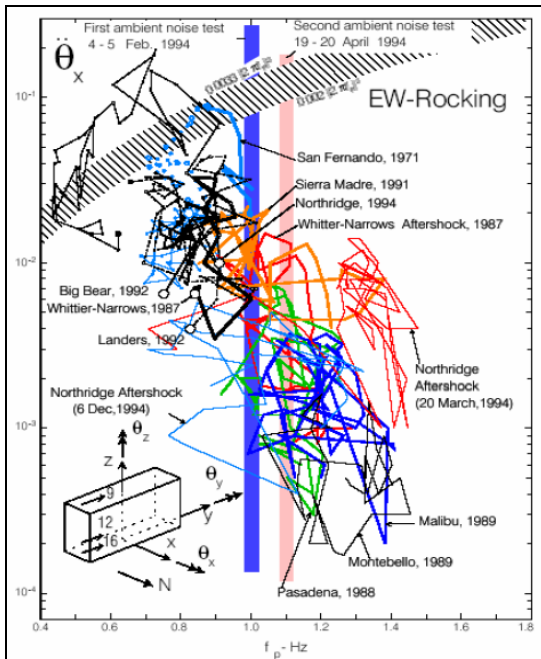 First ambient noise test
4 - 5 Feb. 1994
Second ambient noise test
19 - 20 April 1994
θ̈x
EW-Rocking
San Fernando, 1971
Sierra Madre, 1991
Northridge, 1994
Whitter-Narrows Aftershock, 1987
Big Bear, 1992
Whittier-Narrows,1987
Landers, 1992
Northridge
Aftershock
(20 March, 1994)
Northridge Aftershock
(6 Dec,1994)
Malibu, 1989
Montebello, 1989
Pasadena, 1988
θz
z
9
12
16
θy
y
x
θx
N
10⁻¹
10⁻²
10⁻³
10⁻⁴
0.4 0.6 0.8 1.0 1.2 1.4 1.6 1.8
fp - Hz